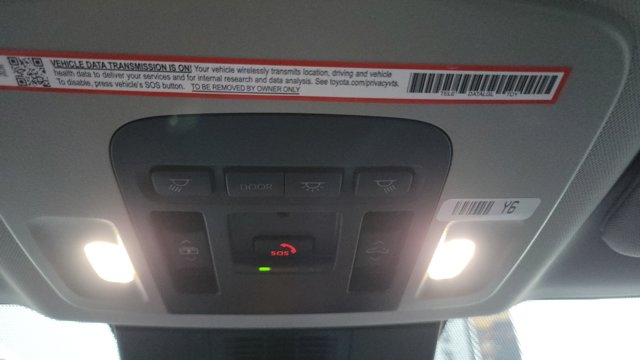 VEHICLE DATA TRANSMISSION IS ON! Your vehicle wirelessly transmits location, driving and vehicle
health data to deliver your services and for internal research and data analysis. See toyota.com/privacyvts.
To disable, press vehicle's SOS button. TO BE REMOVED BY OWNER ONLY.
DOOR
Y6
SOS